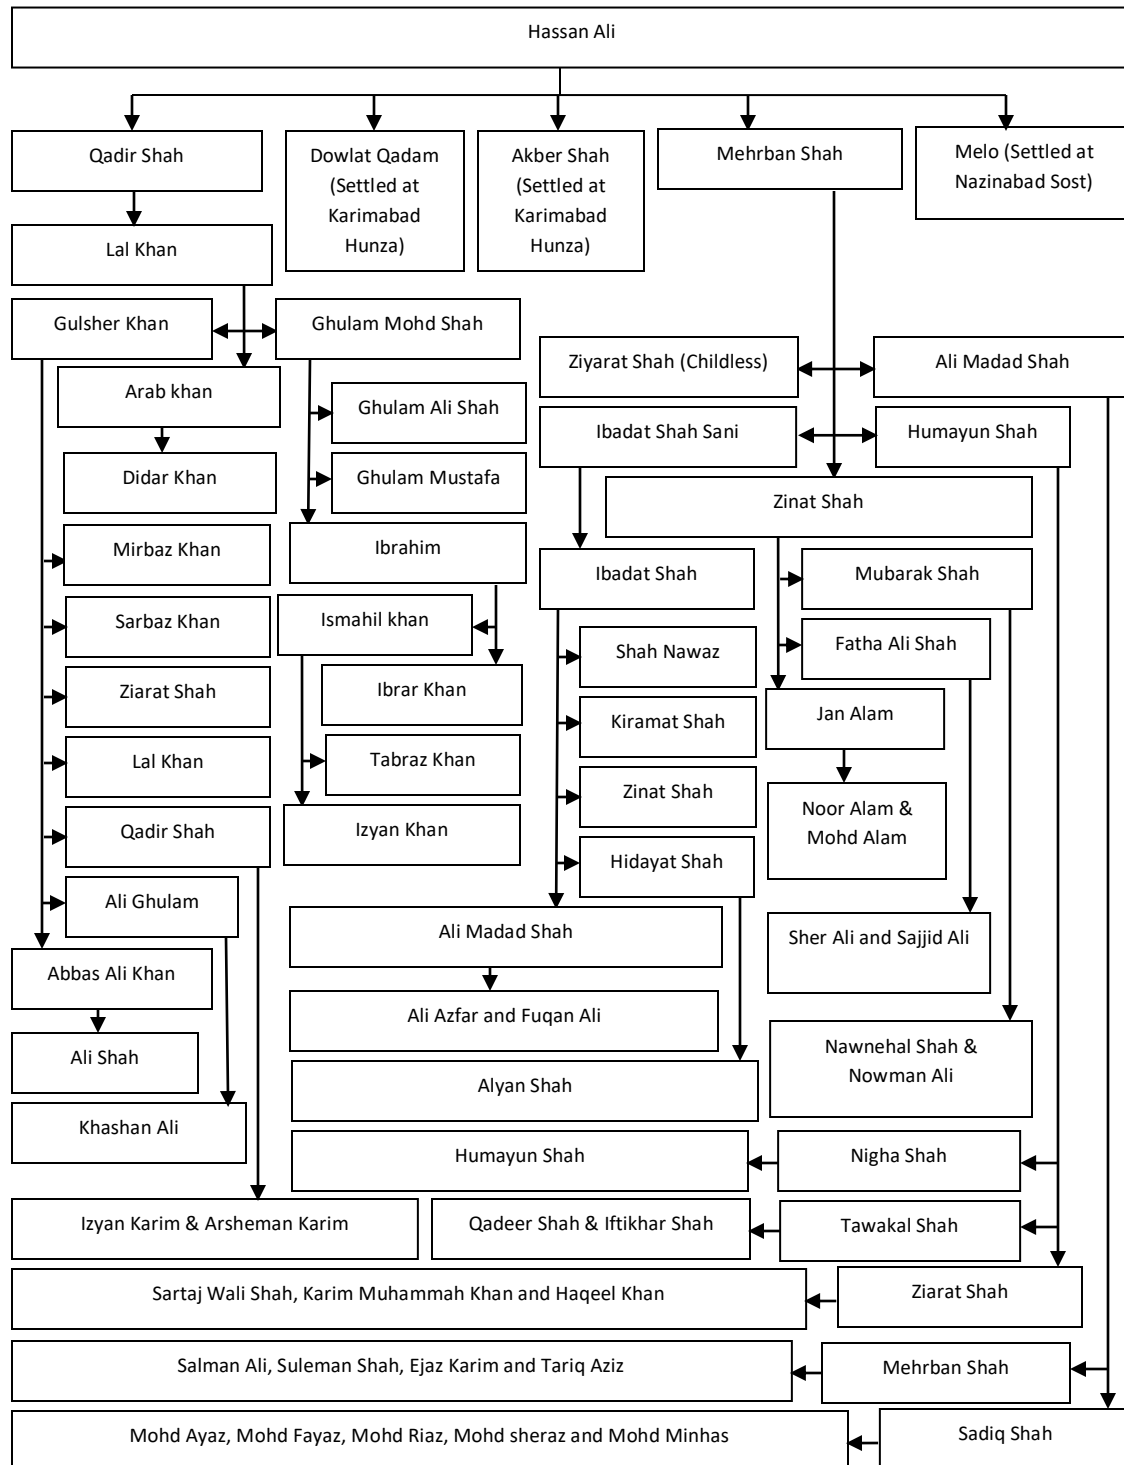 Hassan Ali
Qadir Shah
Dowlat Qadam
(Settled at
Karimabad
Hunza)
Akber Shah
(Settled at
Karimabad
Hunza)
Mehrban Shah
Melo (Settled at
Nazinabad Sost)
Lal Khan
Gulsher Khan
Ghulam Mohd Shah
Ziyarat Shah (Childless)
Ali Madad Shah
Arab khan
Ghulam Ali Shah
Ibadat Shah Sani
Humayun Shah
Didar Khan
Ghulam Mustafa
Zinat Shah
Mirbaz Khan
Ibrahim
Ibadat Shah
Mubarak Shah
Sarbaz Khan
Ismahil khan
Shah Nawaz
Fatha Ali Shah
Ziarat Shah
Ibrar Khan
Kiramat Shah
Jan Alam
Lal Khan
Tabraz Khan
Zinat Shah
Noor Alam &
Mohd Alam
Qadir Shah
Izyan Khan
Hidayat Shah
Ali Ghulam
Ali Madad Shah
Sher Ali and Sajjid Ali
Abbas Ali Khan
Ali Azfar and Fuqan Ali
Nawnehal Shah &
Nowman Ali
Ali Shah
Alyan Shah
Khashan Ali
Humayun Shah
Nigha Shah
Izyan Karim & Arsheman Karim
Qadeer Shah & Iftikhar Shah
Tawakal Shah
Sartaj Wali Shah, Karim Muhammah Khan and Haqeel Khan
Ziarat Shah
Salman Ali, Suleman Shah, Ejaz Karim and Tariq Aziz
Mehrban Shah
Mohd Ayaz, Mohd Fayaz, Mohd Riaz, Mohd sheraz and Mohd Minhas
Sadiq Shah